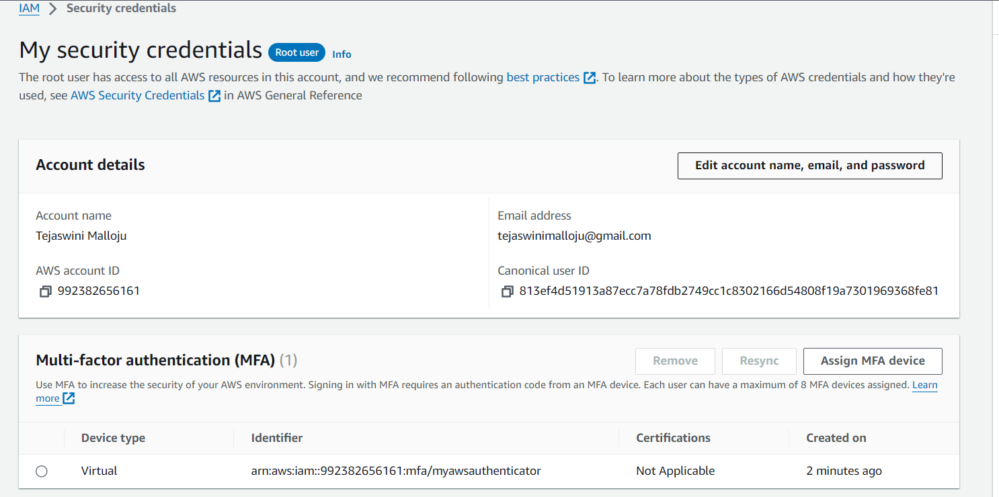 IAM > Security credentials
My security credentials Root user Info
The root user has access to all AWS resources in this account, and we recommend following best practices. To learn more about the types of AWS credentials and how they're
used, see AWS Security Credentials in AWS General Reference
Account details
Edit account name, email, and password
Account name
Tejaswini Malloju
Email address
tejaswinimalloju@gmail.com
AWS account ID
992382656161
Canonical user ID
813ef4d51913a87ecc7a78fdb2749cc1c8302166d54808f19a7301969368fe81
Multi-factor authentication (MFA) (1)
Remove Resync Assign MFA device
Use MFA to increase the security of your AWS environment. Signing in with MFA requires an authentication code from an MFA device. Each user can have a maximum of 8 MFA devices assigned. Learn
more
Device type Identifier Certifications Created on
Virtual arn:aws:iam::992382656161:mfa/myawsauthenticator Not Applicable 2 minutes ago